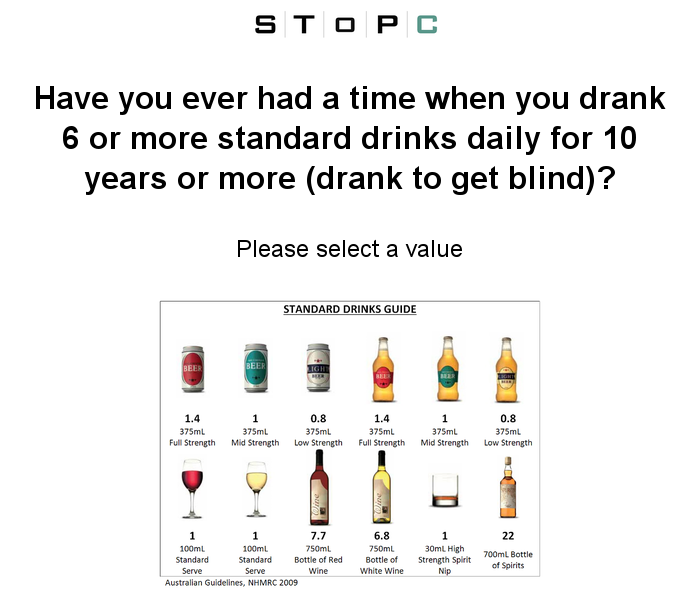 STOPC
Have you ever had a time when you drank
6 or more standard drinks daily for 10
years or more (drank to get blind)?
Please select a value
STANDARD DRINKS GUIDE
BEER BEER LIGHT BEER BEER BEER LIGHT BEER
1.4 1 0.8 1.4 1 0.8
375mL 375mL 375mL 375mL 375mL 375mL
Full Strength Mid Strength Low Strength Full Strength Mid Strength Low Strength
Olive Olive
1 1 7.7 6.8 1 22
100mL 100mL 750mL 750mL 30mL High 700mL Bottle
Standard Standard Bottle of Red Bottle of Strength Spirit of Spirits
Serve Serve Wine White Wine Nip
Australian Guidelines, NHMRC 2009